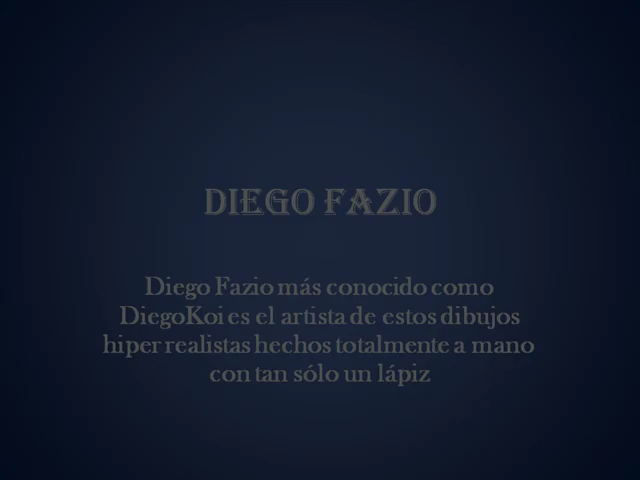 DIEGO FAZIO
Diego Fazio más conocido como
DiegoKoi es el artista de estos dibujos
hiper realistas hechos totalmente a mano
con tan sólo un lápiz